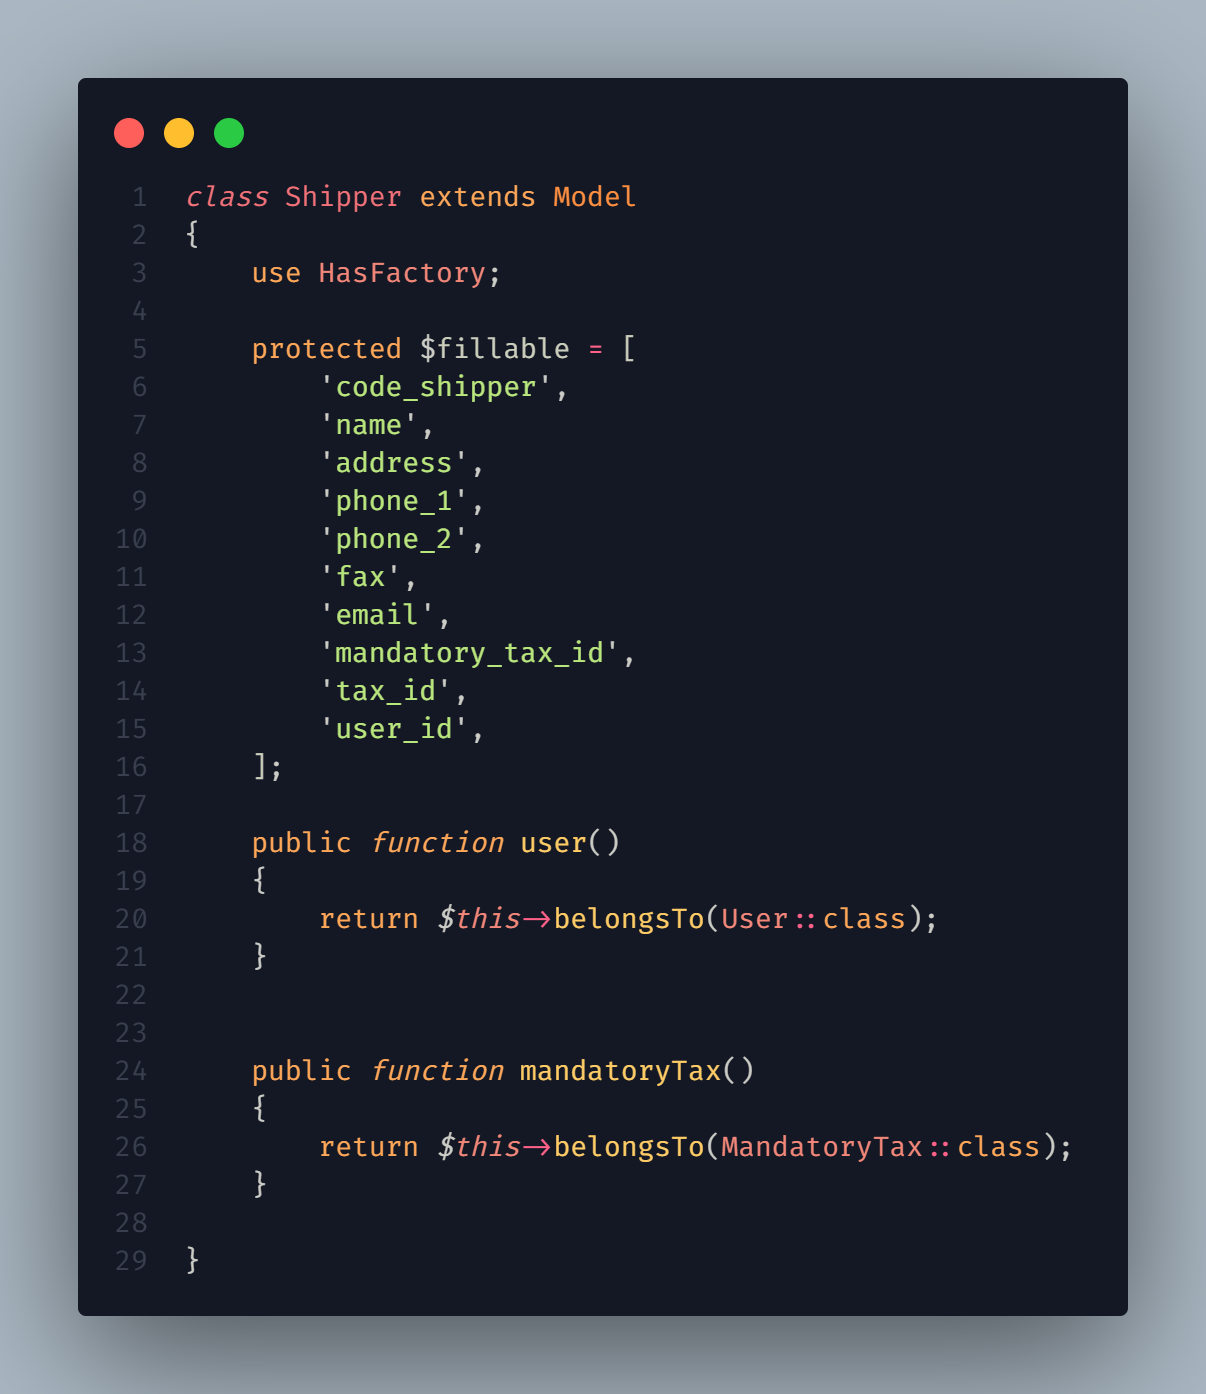 1 class Shipper extends Model
2 {
3     use HasFactory;
4
5     protected $fillable = [
6         'code_shipper',
7         'name',
8         'address',
9         'phone_1',
10         'phone_2',
11         'fax',
12         'email',
13         'mandatory_tax_id',
14         'tax_id',
15         'user_id',
16     ];
17
18     public function user()
19     {
20         return $this->belongsTo(User::class);
21     }
22
23
24     public function mandatoryTax()
25     {
26         return $this->belongsTo(MandatoryTax::class);
27     }
28
29 }